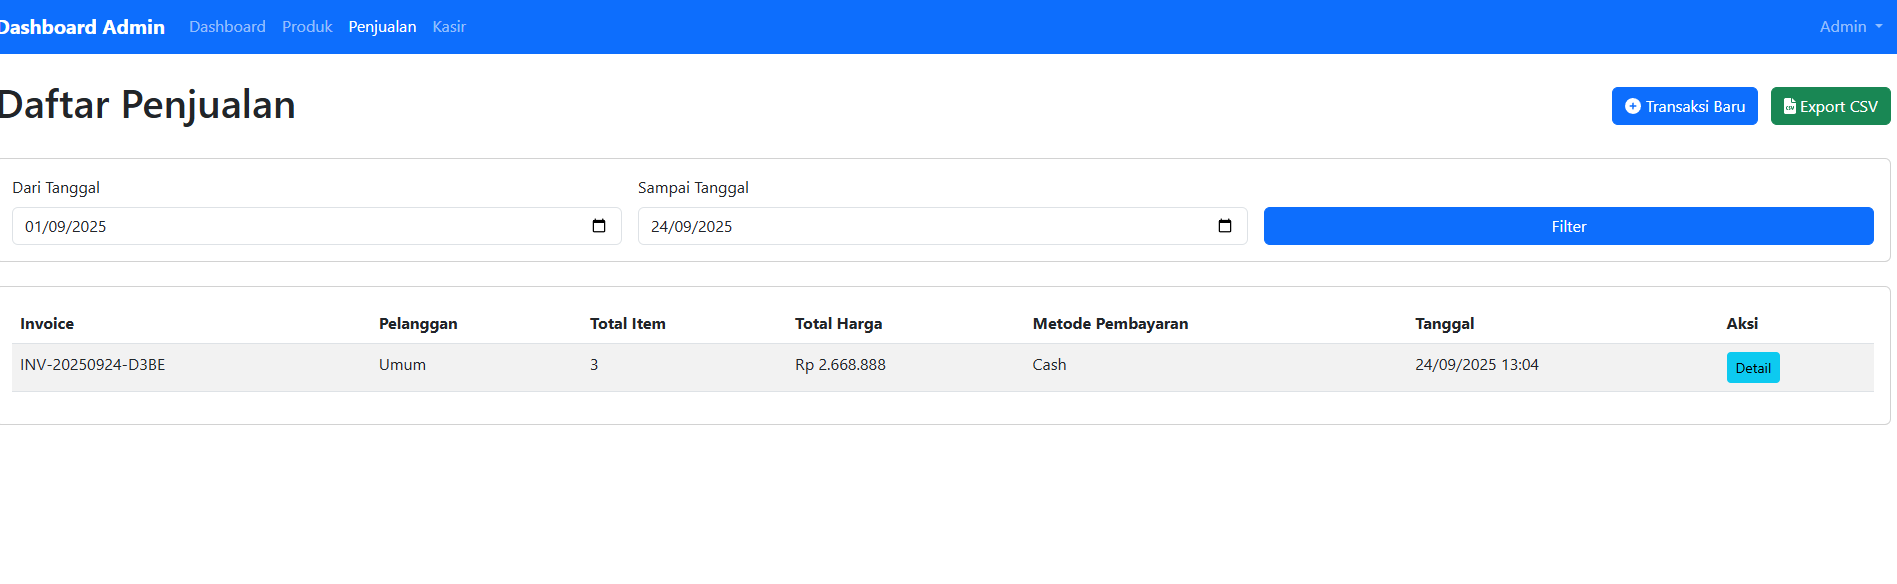 Dashboard Admin Dashboard Produk Penjualan Kasir Admin
Daftar Penjualan Transaksi Baru Export CSV
Dari Tanggal Sampai Tanggal
01/09/2025 24/09/2025 Filter
Invoice Pelanggan Total Item Total Harga Metode Pembayaran Tanggal Aksi
INV-20250924-D3BE Umum 3 Rp 2.668.888 Cash 24/09/2025 13:04 Detail